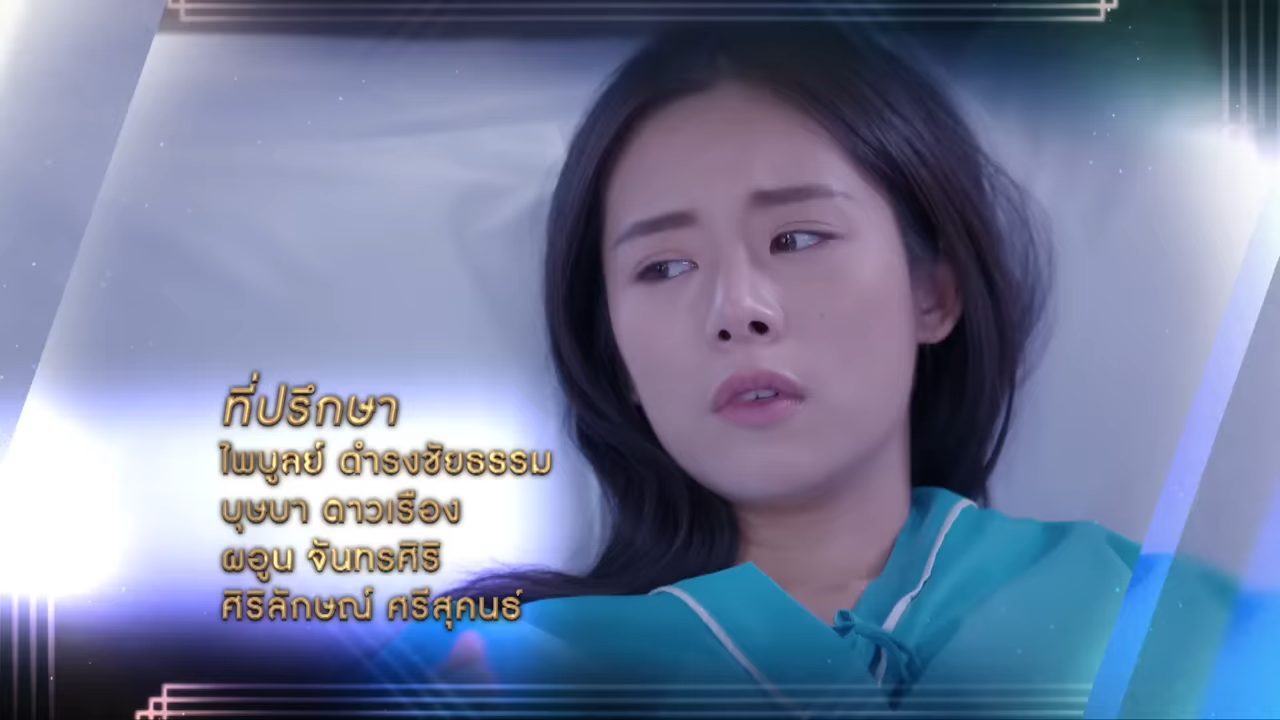 ที่ปรึกษา
ไพบูลย์ ดำรงชัยธรรม
บุษบา ดาวเรือง
ผอูน จันทรศิริ
ศิริลักษณ์ ศรีสุคนธ์